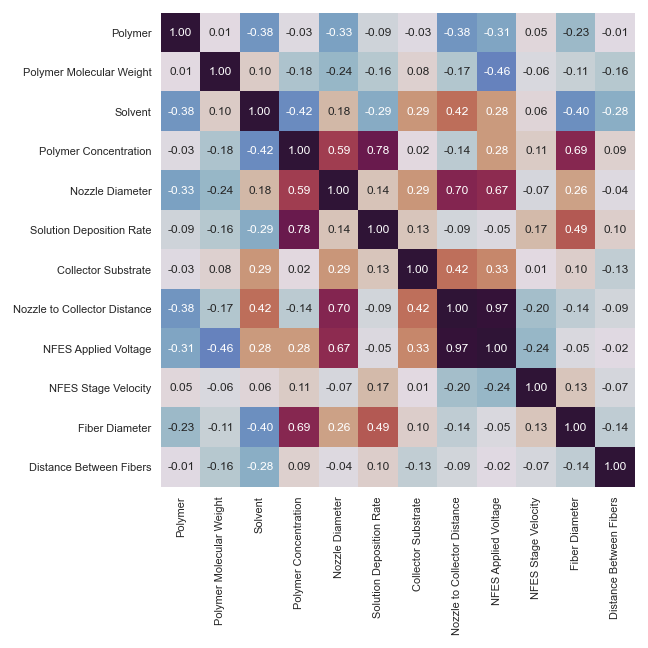 Polymer 1.00 0.01 -0.38 -0.03 -0.33 -0.09 -0.03 -0.38 -0.31 0.05 -0.23 -0.01
Polymer Molecular Weight 0.01 1.00 0.10 -0.18 -0.24 -0.16 0.08 -0.17 -0.46 -0.06 -0.11 -0.16
Solvent -0.38 0.10 1.00 -0.42 0.18 -0.29 0.29 0.42 0.28 0.06 -0.40 -0.28
Polymer Concentration -0.03 -0.18 -0.42 1.00 0.59 0.78 0.02 -0.14 0.28 0.11 0.69 0.09
Nozzle Diameter -0.33 -0.24 0.18 0.59 1.00 0.14 0.29 0.70 0.67 -0.07 0.26 -0.04
Solution Deposition Rate -0.09 -0.16 -0.29 0.78 0.14 1.00 0.13 -0.09 -0.05 0.17 0.49 0.10
Collector Substrate -0.03 0.08 0.29 0.02 0.29 0.13 1.00 0.42 0.33 0.01 0.10 -0.13
Nozzle to Collector Distance -0.38 -0.17 0.42 -0.14 0.70 -0.09 0.42 1.00 0.97 -0.20 -0.14 -0.09
NFES Applied Voltage -0.31 -0.46 0.28 0.28 0.67 -0.05 0.33 0.97 1.00 -0.24 -0.05 -0.02
NFES Stage Velocity 0.05 -0.06 0.06 0.11 -0.07 0.17 0.01 -0.20 -0.24 1.00 0.13 -0.07
Fiber Diameter -0.23 -0.11 -0.40 0.69 0.26 0.49 0.10 -0.14 -0.05 0.13 1.00 -0.14
Distance Between Fibers -0.01 -0.16 -0.28 0.09 -0.04 0.10 -0.13 -0.09 -0.02 -0.07 -0.14 1.00
Polymer
Polymer Molecular Weight
Solvent
Polymer Concentration
Nozzle Diameter
Solution Deposition Rate
Collector Substrate
Nozzle to Collector Distance
NFES Applied Voltage
NFES Stage Velocity
Fiber Diameter
Distance Between Fibers